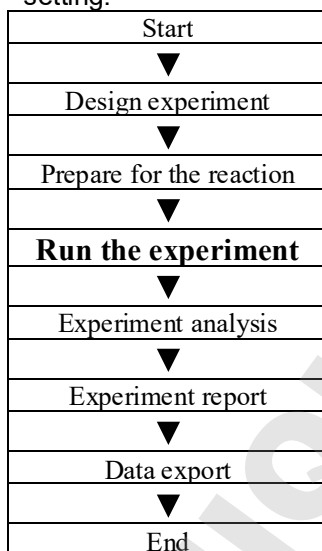 setting.
Start
▼
Design experiment
▼
Prepare for the reaction
▼
Run the experiment
▼
Experiment analysis
▼
Experiment report
▼
Data export
▼
End